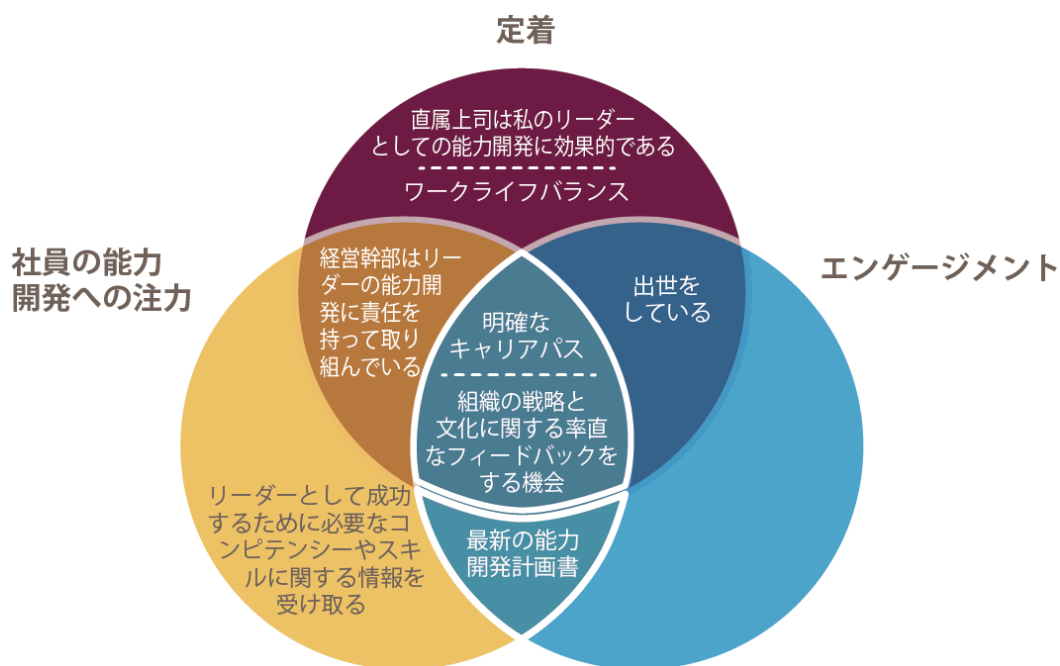 定着
直属上司は私のリーダー
としての能力開発に効果的である
ワークライフバランス
社員の能力
開発への注力
エンゲージメント
経営幹部はリー
ダーの能力開
発に責任を
持って取り
組んでいる
出世を
している
明確な
キャリアパス
組織の戦略と
文化に関する率直
なフィードバックを
する機会
リーダーとして成功
するために必要なコ
ンピテンシーやスキ
ルに関する情報を
受け取る
最新の能力
開発計画書